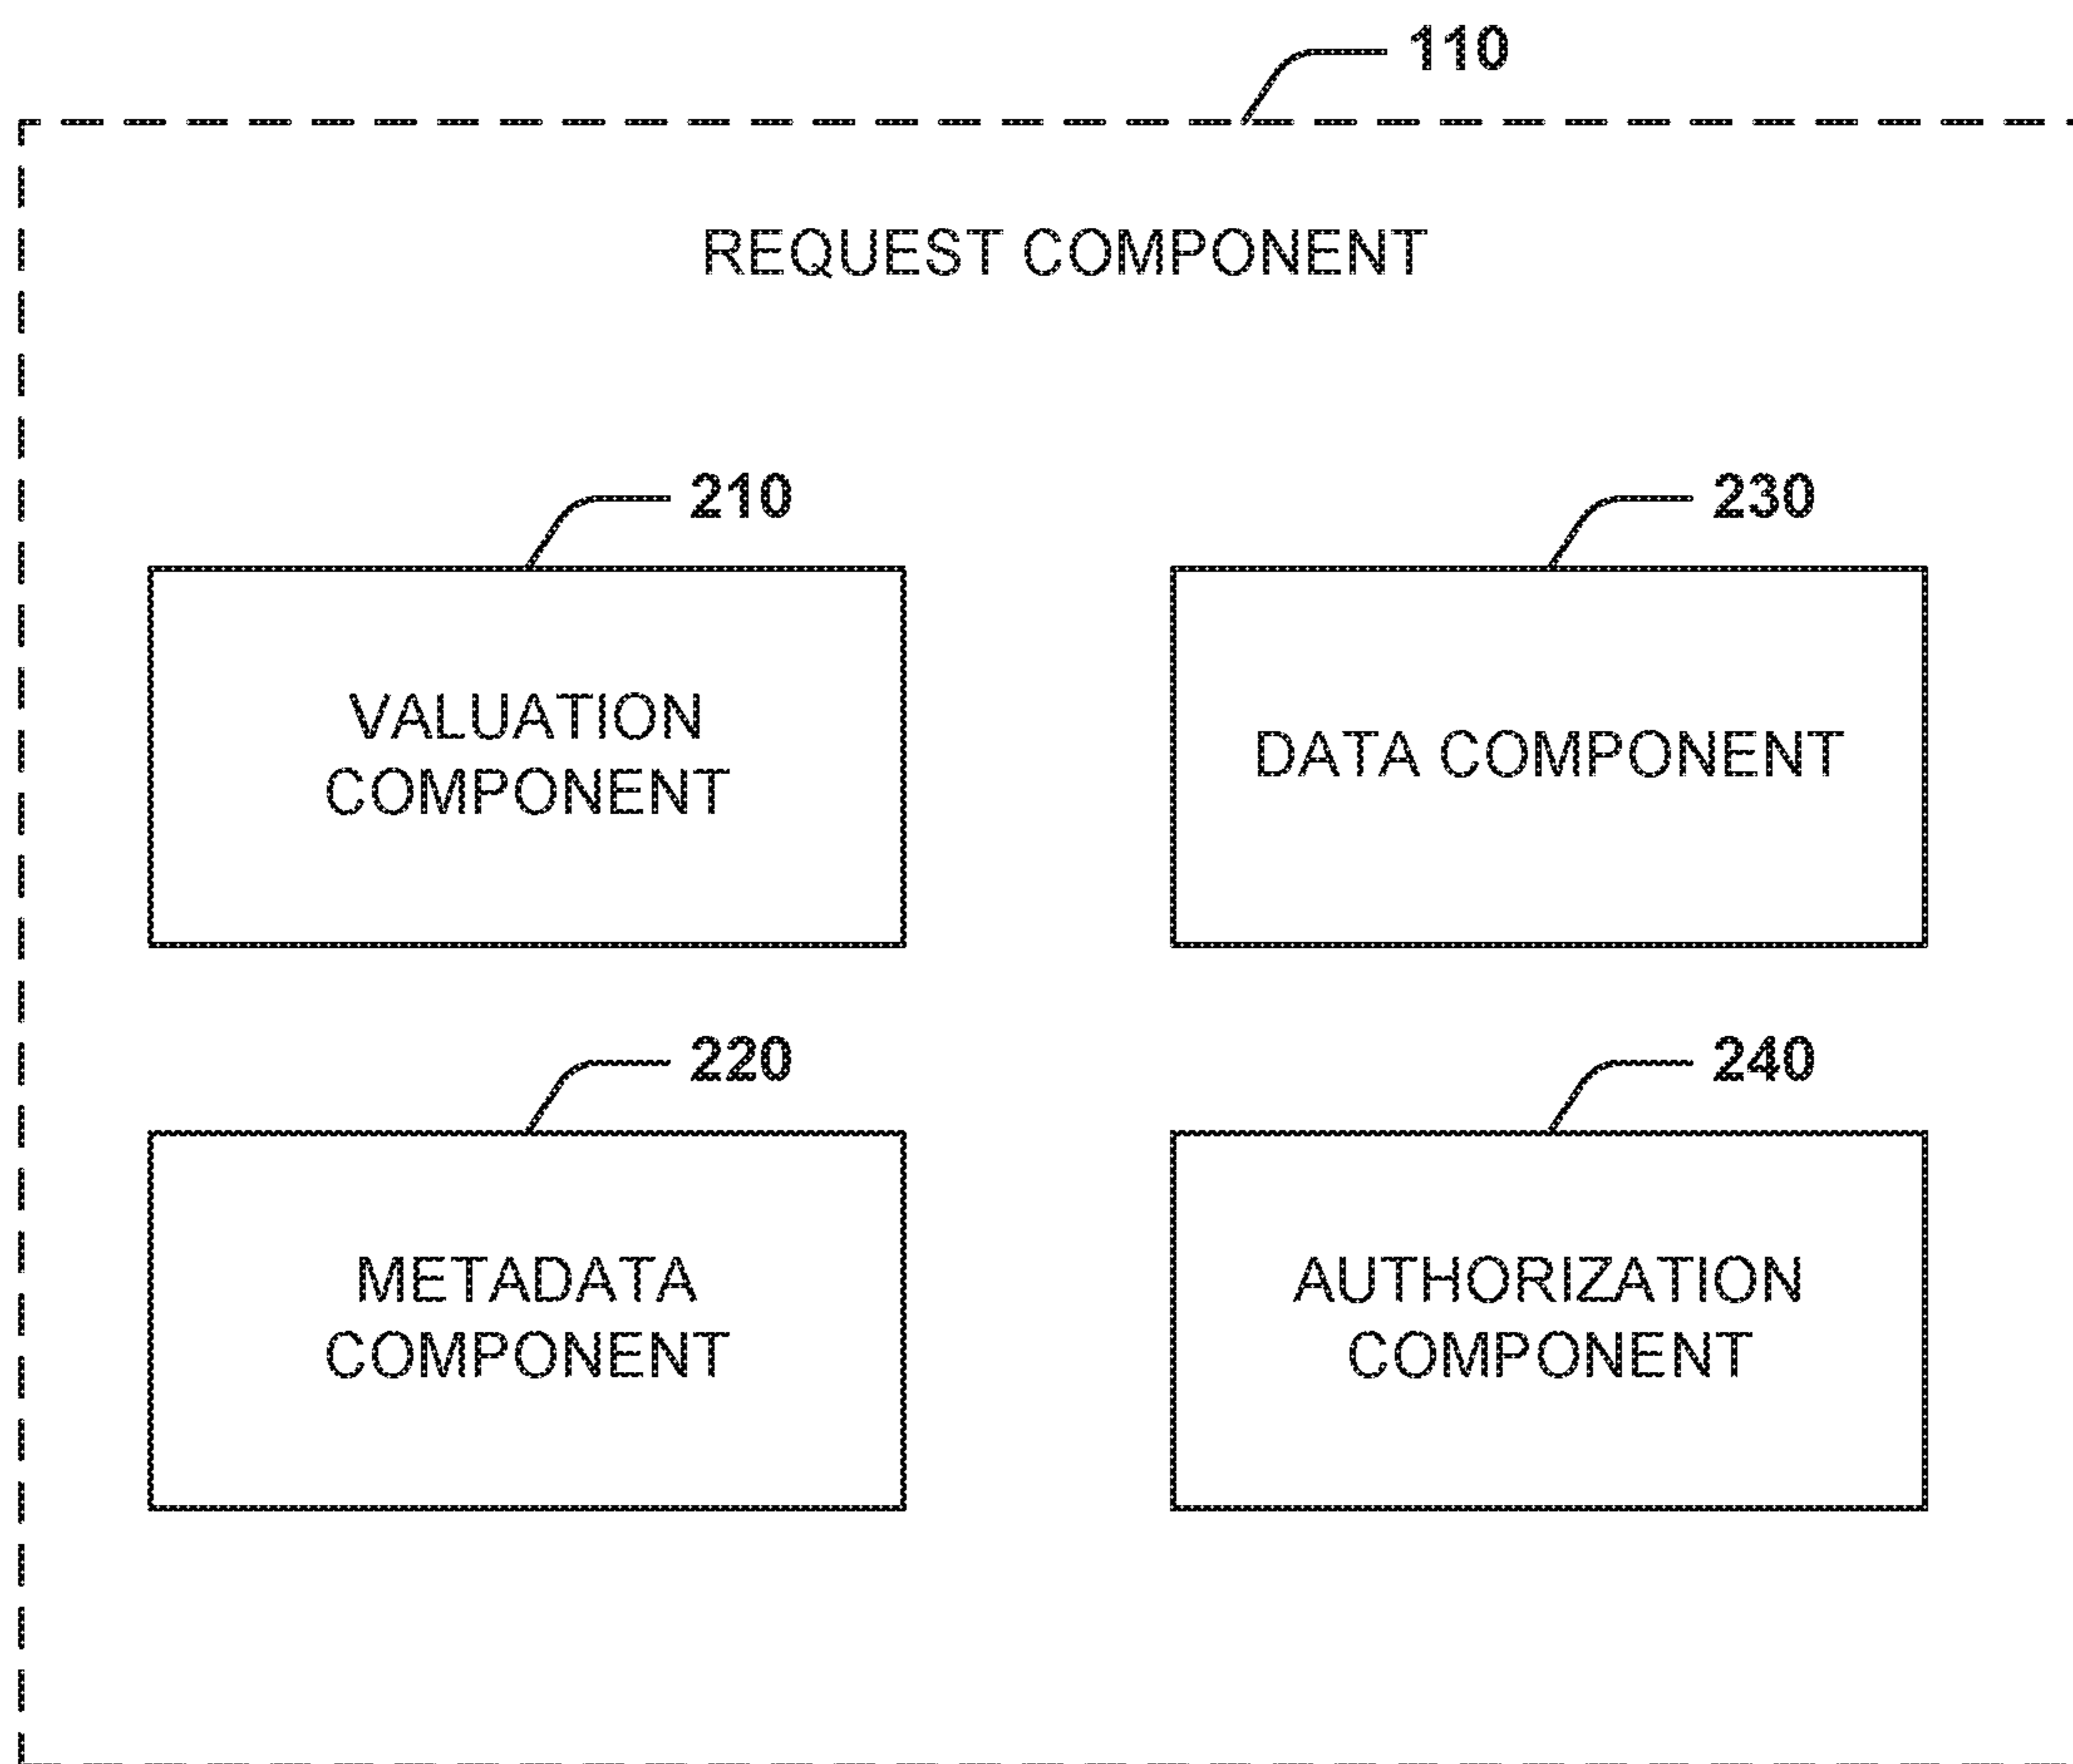 110
REQUEST COMPONENT
210
VALUATION
COMPONENT
230
DATA COMPONENT
220
METADATA
COMPONENT
240
AUTHORIZATION
COMPONENT